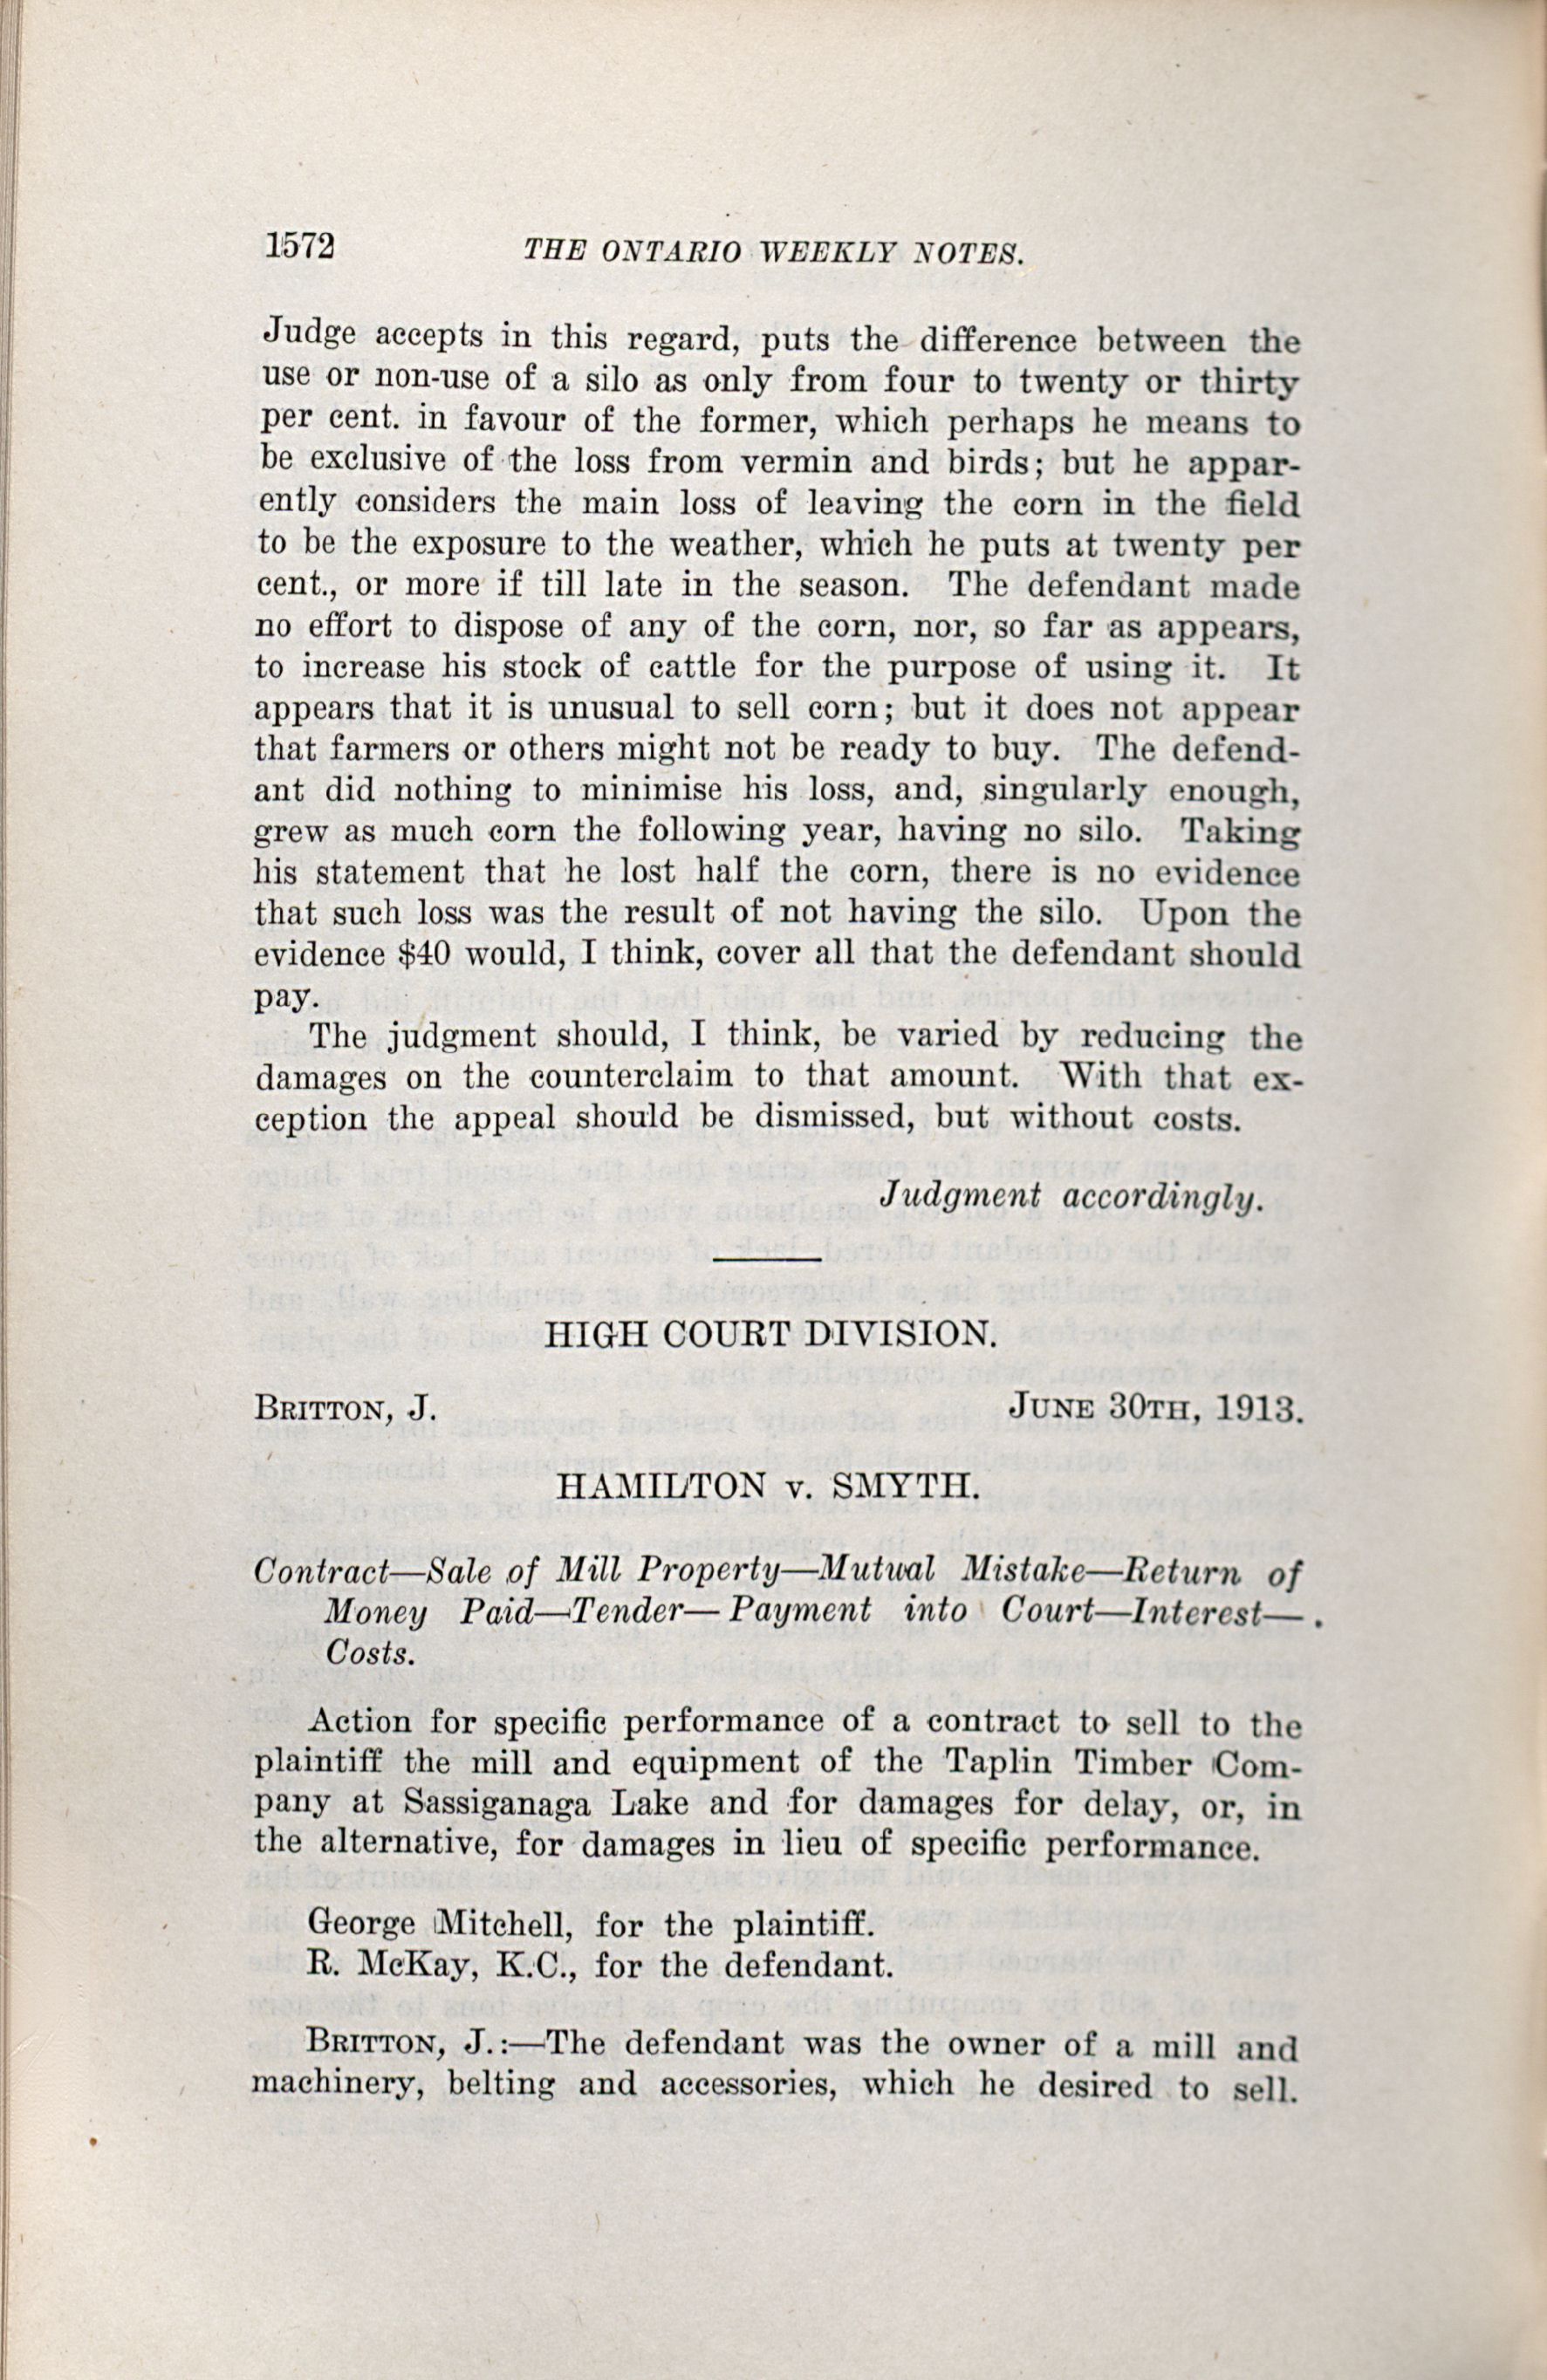 1572 THE ONTARIO WEEKLY NOTES.
Judge accepts in this regard, puts the difference between the
use or non-use of a silo as only from four to twenty or thirty
per cent. in favour of the former, which perhaps he means to
be exclusive of the loss from vermin and birds; but he appar-
ently considers the main loss of leaving the corn in the field
to be the exposure to the weather, which he puts at twenty per
cent., or more if till late in the season. The defendant made
no effort to dispose of any of the corn, nor, so far as appears,
to increase his stock of cattle for the purpose of using it. It
appears that it is unusual to sell corn; but it does not appear
that farmers or others might not be ready to buy. The defend-
ant did nothing to minimise his loss, and, singularly enough,
grew as much corn the following year, having no silo. Taking
his statement that he lost half the corn, there is no evidence
that such loss was the result of not having the silo. Upon the
evidence $40 would, I think, cover all that the defendant should
pay.
The judgment should, I think, be varied by reducing the
damages on the counterclaim to that amount. With that ex-
ception the appeal should be dismissed, but without costs.
Judgment accordingly.
HIGH COURT DIVISION.
BRITTON, J. JUNE 30TH, 1913.
HAMILTON v. SMYTH.
Contract—Sale of Mill Property—Mutual Mistake—Return of
Money Paid—Tender—Payment into Court—Interest—.
Costs.
Action for specific performance of a contract to sell to the
plaintiff the mill and equipment of the Taplin Timber Com-
pany at Sassiganaga Lake and for damages for delay, or, in
the alternative, for damages in lieu of specific performance.
George Mitchell, for the plaintiff.
R. McKay, K.C., for the defendant.
BRITTON, J.:—The defendant was the owner of a mill and
machinery, belting and accessories, which he desired to sell.